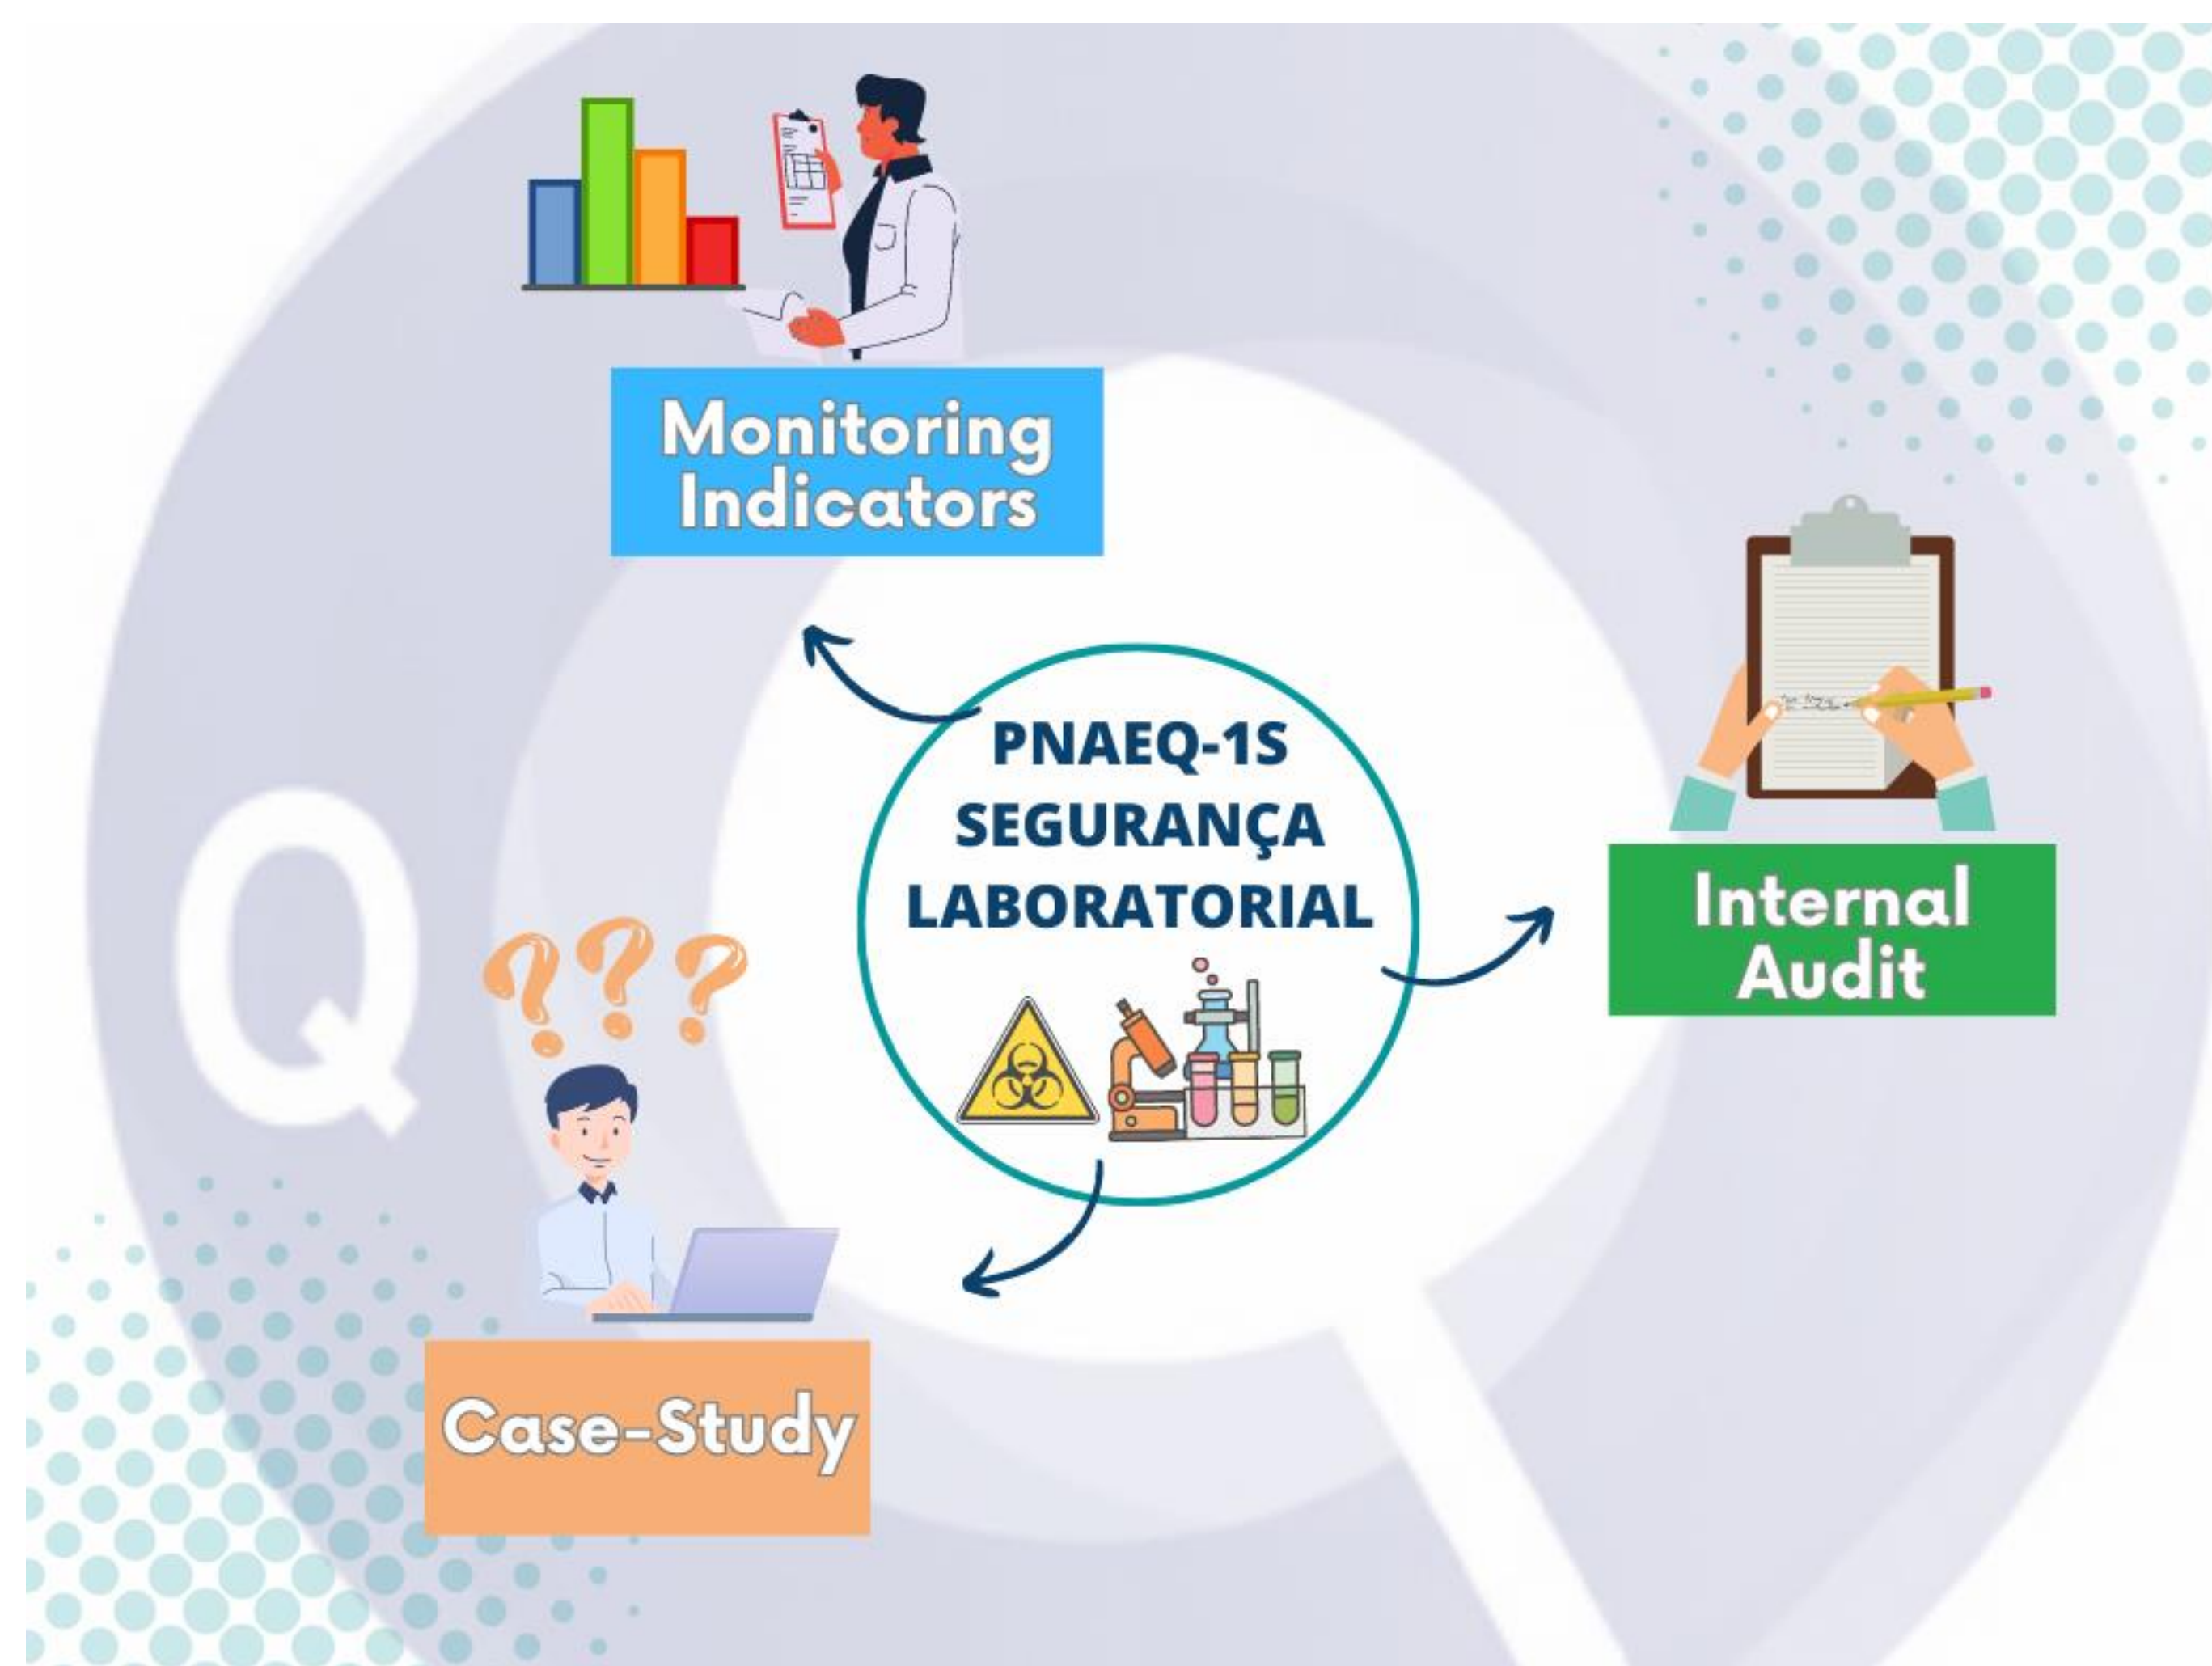 Monitoring
Indicators
PNAEQ-1S
SEGURANÇA
LABORATORIAL
Internal
Audit
Q
Case-Study